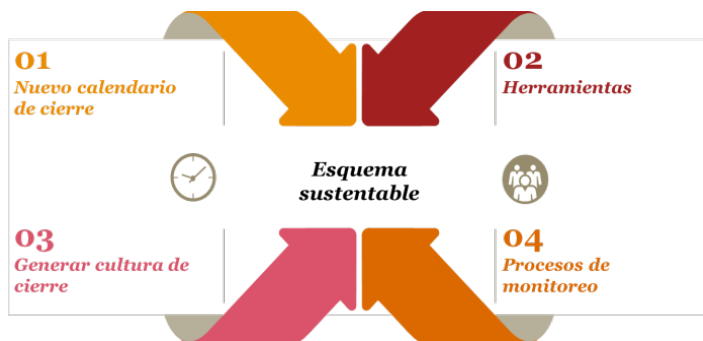 01
Nuevo calendario
de cierre
02
Herramientas
Esquema
sustentable
03
Generar cultura de
cierre
04
Procesos de
monitoreo